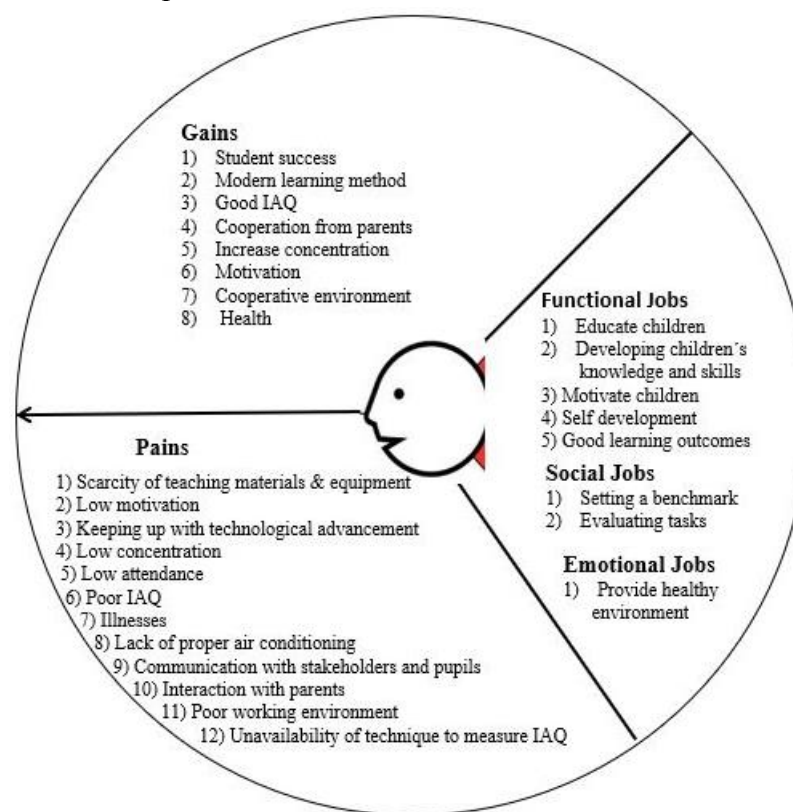 Gains
1) Student success
2) Modern learning method
3) Good IAQ
4) Cooperation from parents
5) Increase concentration
6) Motivation
7) Cooperative environment
8) Health
Functional Jobs
1) Educate children
2) Developing children´s
knowledge and skills
3) Motivate children
4) Self development
5) Good learning outcomes
Social Jobs
1) Setting a benchmark
2) Evaluating tasks
Emotional Jobs
1) Provide healthy
environment
Pains
1) Scarcity of teaching materials & equipment
2) Low motivation
3) Keeping up with technological advancement
4) Low concentration
5) Low attendance
6) Poor IAQ
7) Illnesses
8) Lack of proper air conditioning
9) Communication with stakeholders and pupils
10) Interaction with parents
11) Poor working environment
12) Unavailability of technique to measure IAQ